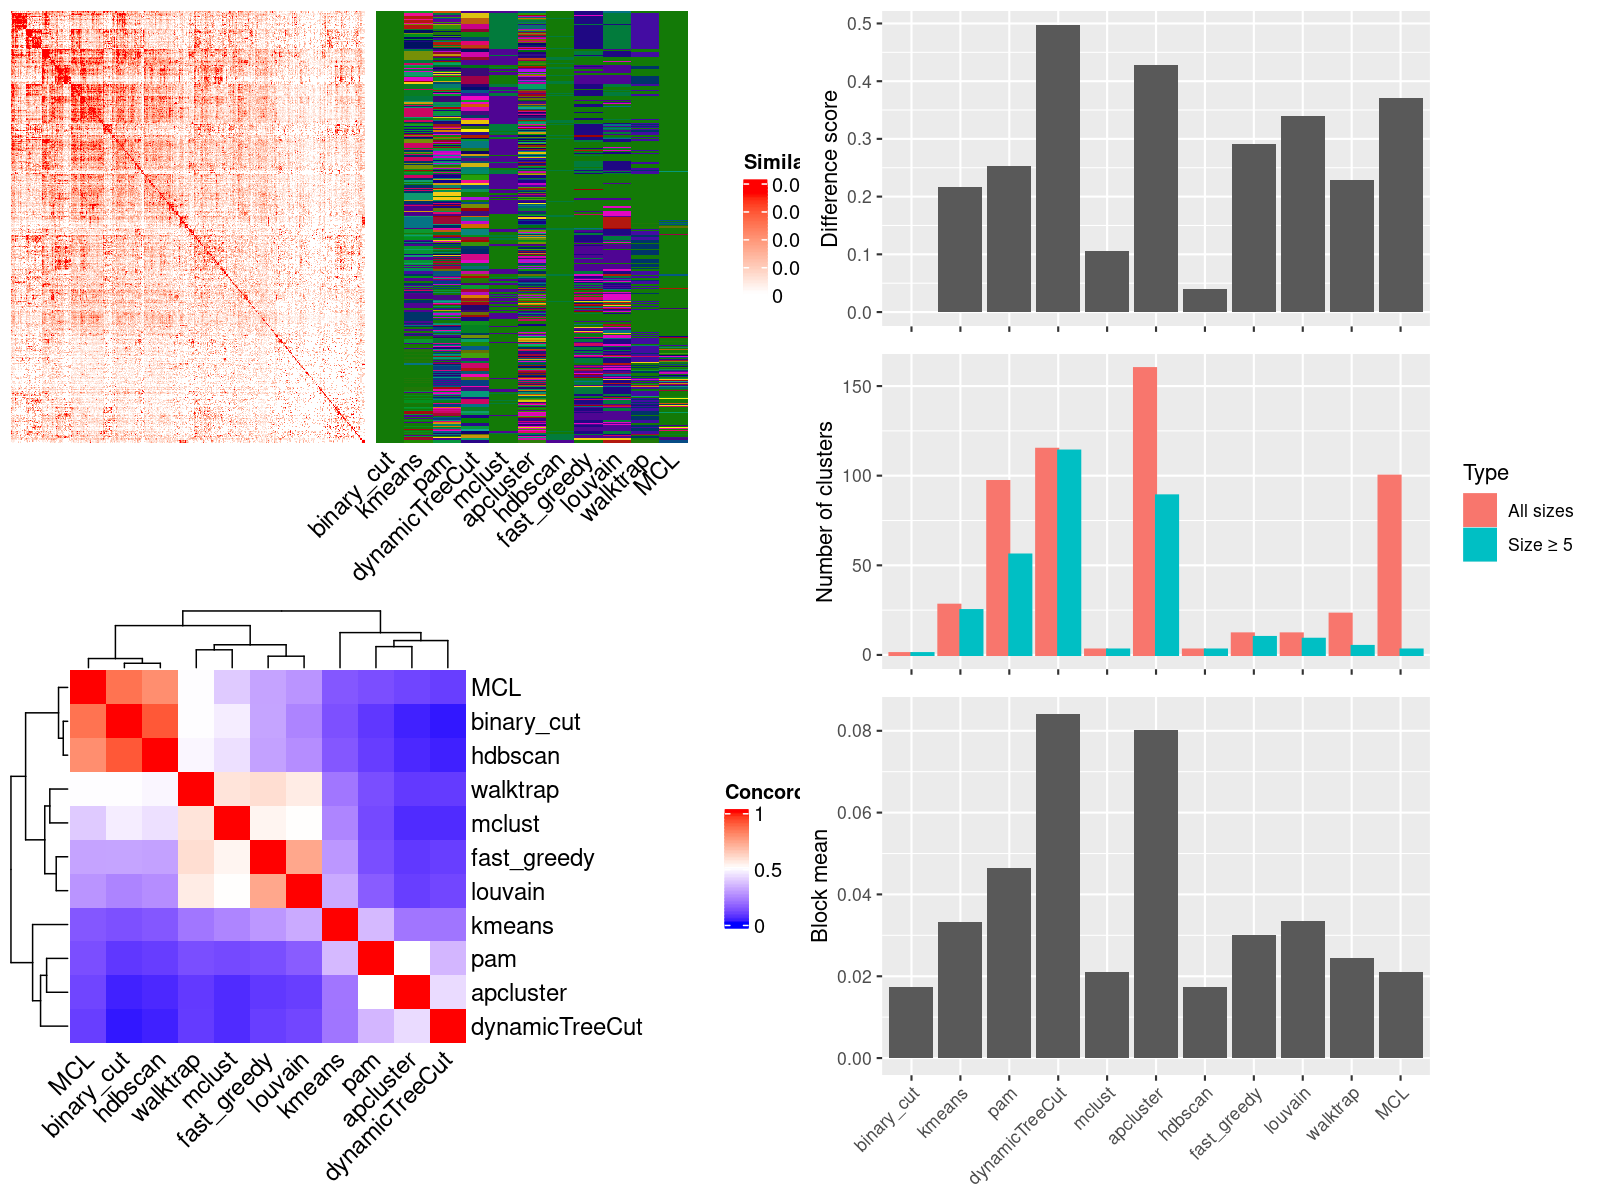 Simila
0.0
0.0
0.0
0.0
0
binary_cut
kmeans
pam
dynamicTreeCut
mclust
apcluster
hdbscan
fast_greedy
louvain
walktrap
MCL
MCL
binary_cut
hdbscan
walktrap
mclust
fast_greedy
louvain
kmeans
pam
apcluster
dynamicTreeCut
MCL
binary_cut
hdbscan
walktrap
mclust
fast_greedy
louvain
kmeans
pam
apcluster
dynamicTreeCut
Concord
1
0.5
0
Difference score
0.5
0.4
0.3
0.2
0.1
0.0
Number of clusters
150
100
50
0
Type
All sizes
Size ≥ 5
Block mean
0.08
0.06
0.04
0.02
0.00
binary_cut
kmeans
pam
dynamicTreeCut
mclust
apcluster
hdbscan
fast_greedy
louvain
walktrap
MCL